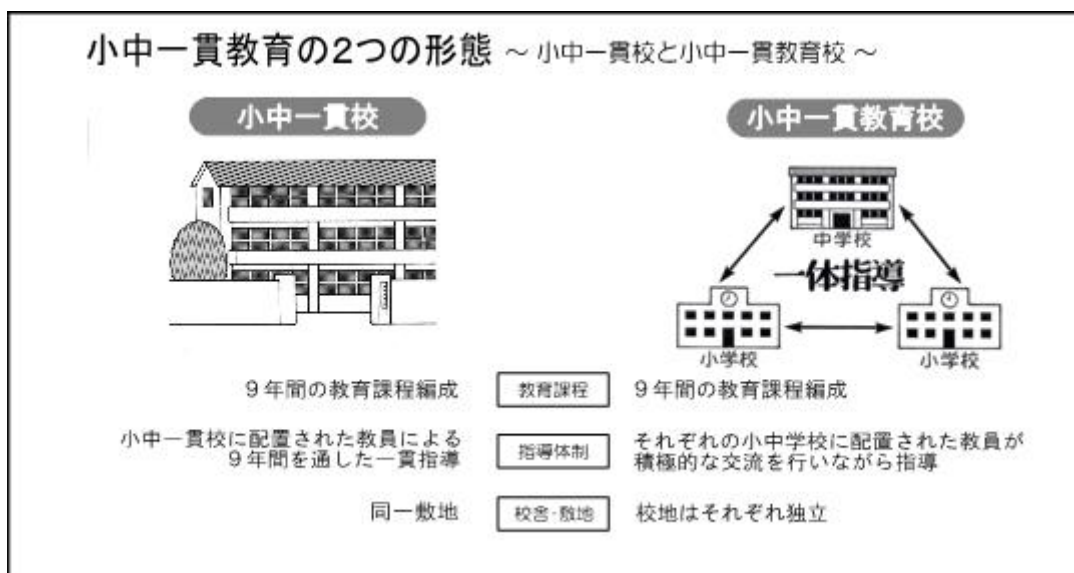 小中一貫教育の2つの形態 ～ 小中一貫校と小中一貫教育校 ～
小中一貫校
小中一貫教育校
中学校
一体指導
小学校
小学校
9年間の教育課程編成
教育課程
9年間の教育課程編成
小中一貫校に配置された教員による
9年間を通した一貫指導
指導体制
それぞれの小中学校に配置された教員が
積極的な交流を行いながら指導
同一敷地
校舎・敷地
校地はそれぞれ独立